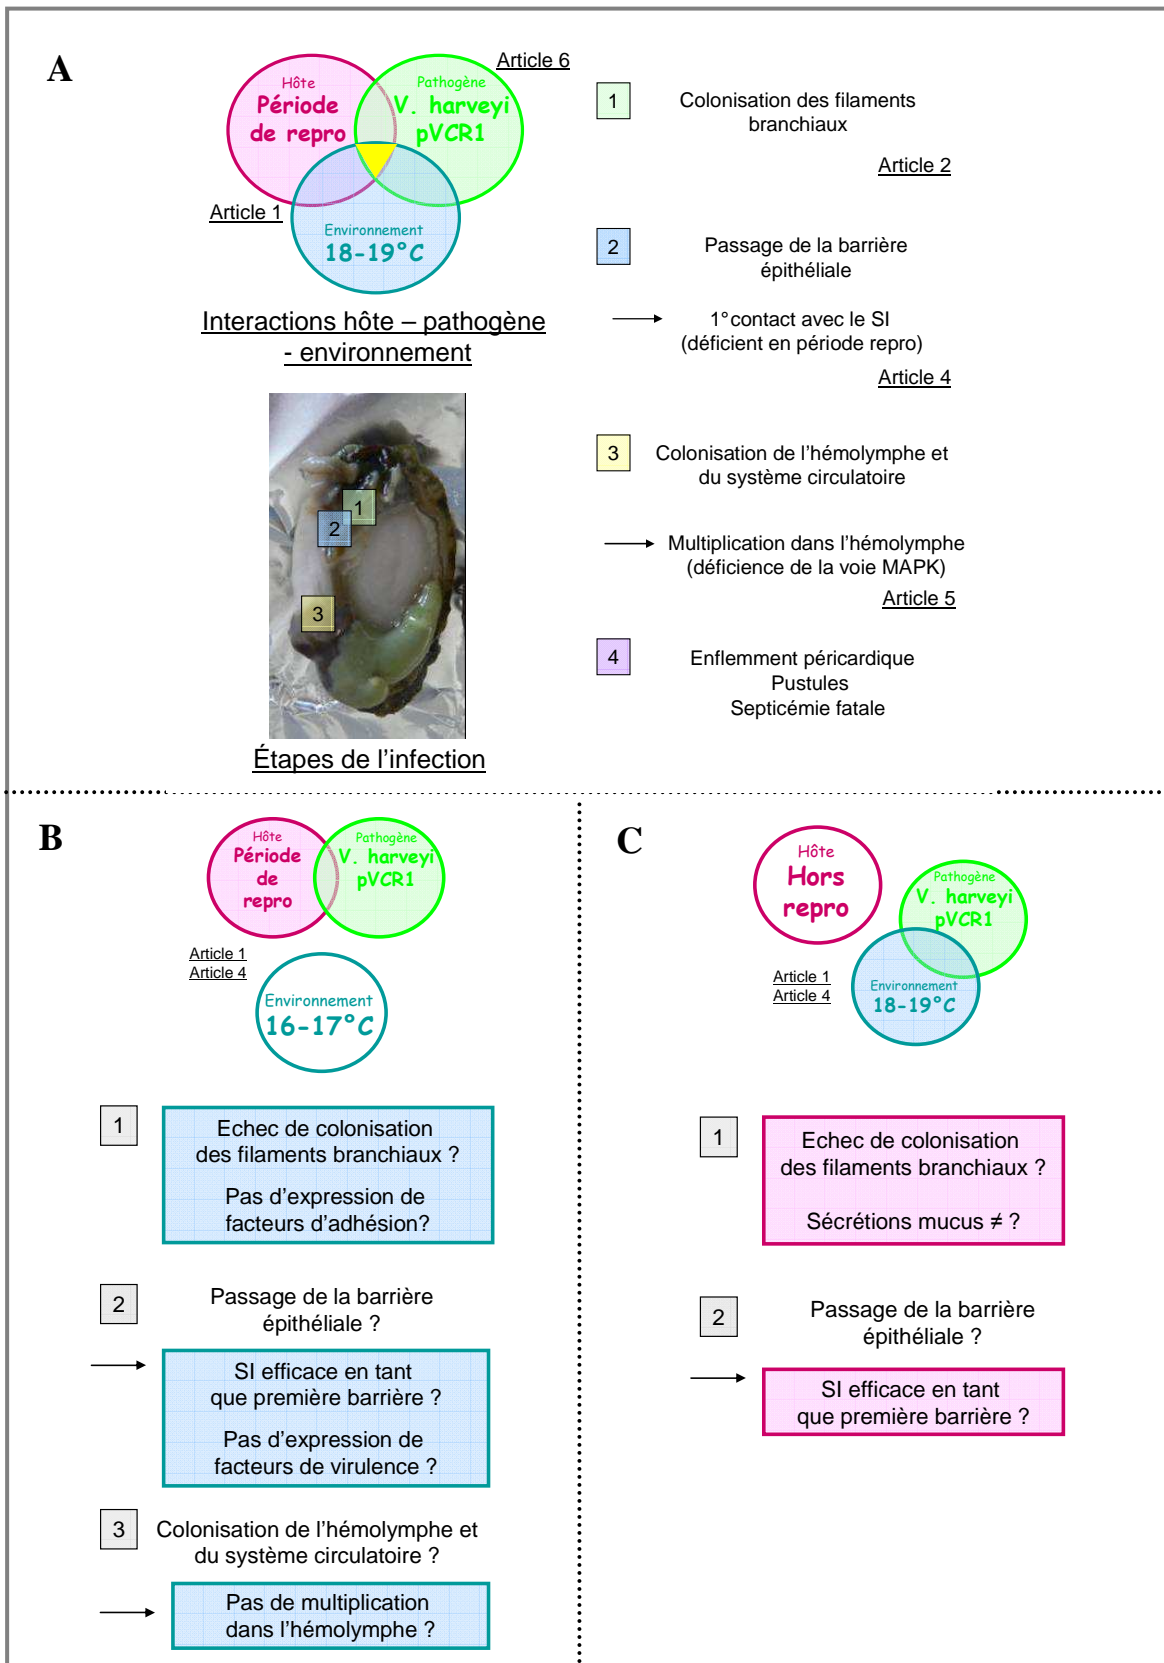 A
Article 6
Hôte
Période
de repro
Pathogène
V. harveyi
pVCR1
Article 1
Environnement
18-19°C
Interactions hôte – pathogène
- environnement
1
2
3
Étapes de l'infection
1
Colonisation des filaments
branchiaux
Article 2
2
Passage de la barrière
épithéliale
1° contact avec le SI
(déficient en période repro)
Article 4
3
Colonisation de l'hémolymphe et
du système circulatoire
Multiplication dans l'hémolymphe
(déficience de la voie MAPK)
Article 5
4
Enflemment péricardique
Pustules
Septicémie fatale
B
Hôte
Période
de
repro
Pathogène
V. harveyi
pVCR1
Article 1
Article 4
Environnement
16-17°C
1
Echec de colonisation
des filaments branchiaux ?
Pas d'expression de
facteurs d'adhésion?
2
Passage de la barrière
épithéliale ?
SI efficace en tant
que première barrière ?
Pas d'expression de
facteurs de virulence ?
3
Colonisation de l'hémolymphe et
du système circulatoire ?
Pas de multiplication
dans l'hémolymphe ?
C
Hôte
Hors
repro
Pathogène
V. harveyi
pVCR1
Article 1
Article 4
Environnement
18-19°C
1
Echec de colonisation
des filaments branchiaux ?
Sécrétions mucus ≠ ?
2
Passage de la barrière
épithéliale ?
SI efficace en tant
que première barrière ?